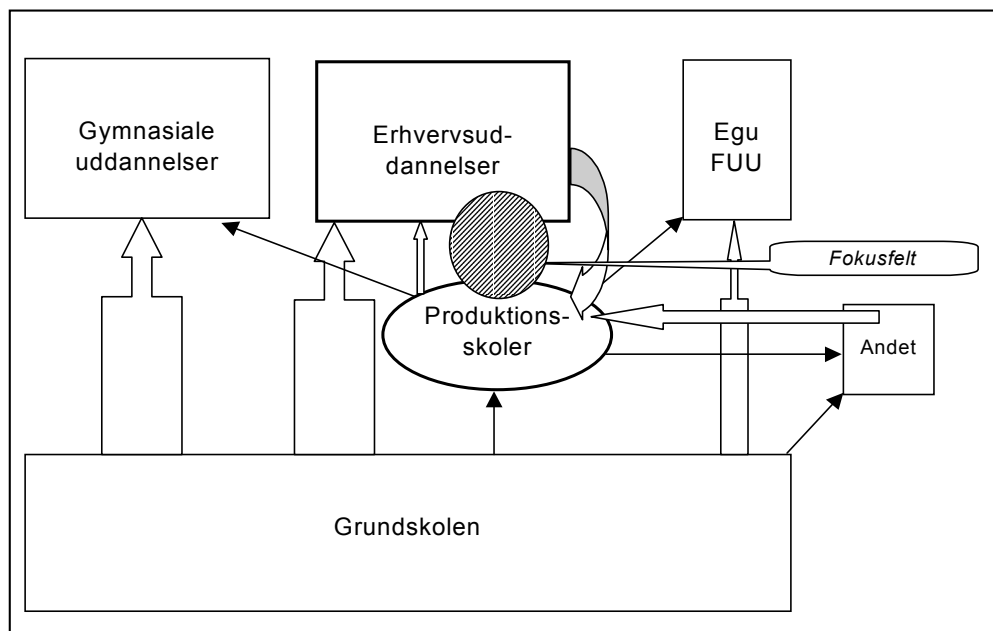 Gymnasiale
uddannelser
Erhvervsud-
dannelser
Egu
FUU
Fokusfelt
Produktions-
skoler
Andet
Grundskolen